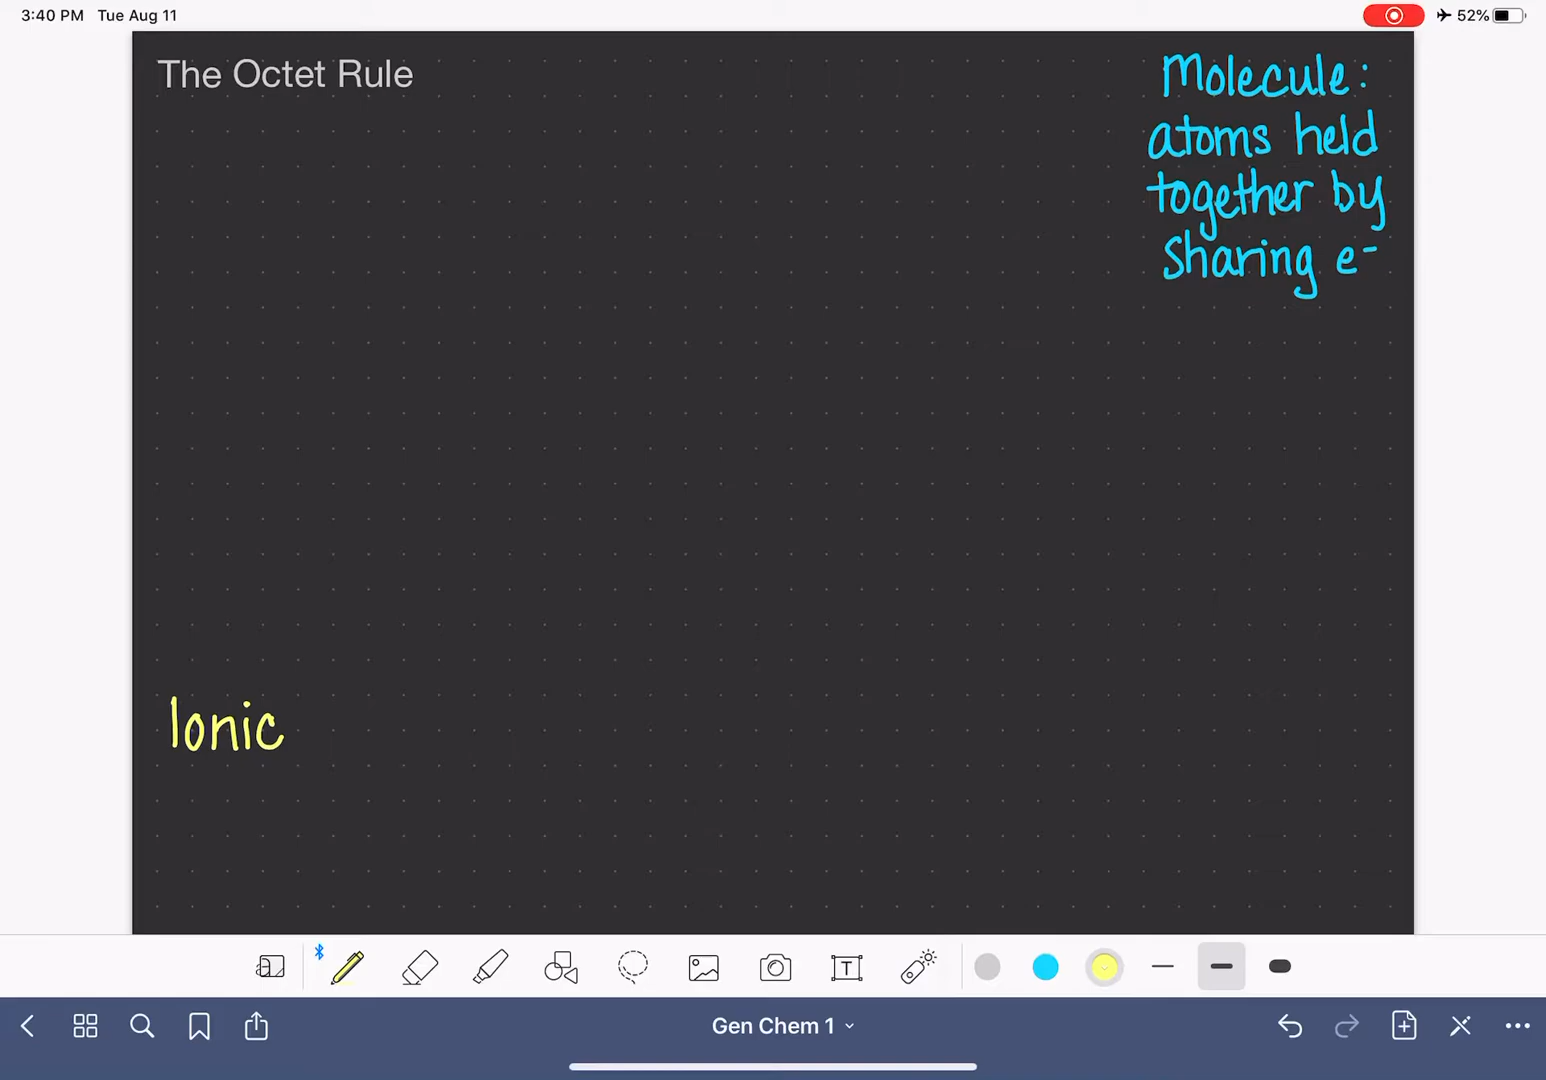 3:40 PM Tue Aug 11
52%
The Octet Rule
Molecule:
atoms held
together by
Sharing e-
Ionic
Gen Chem 1